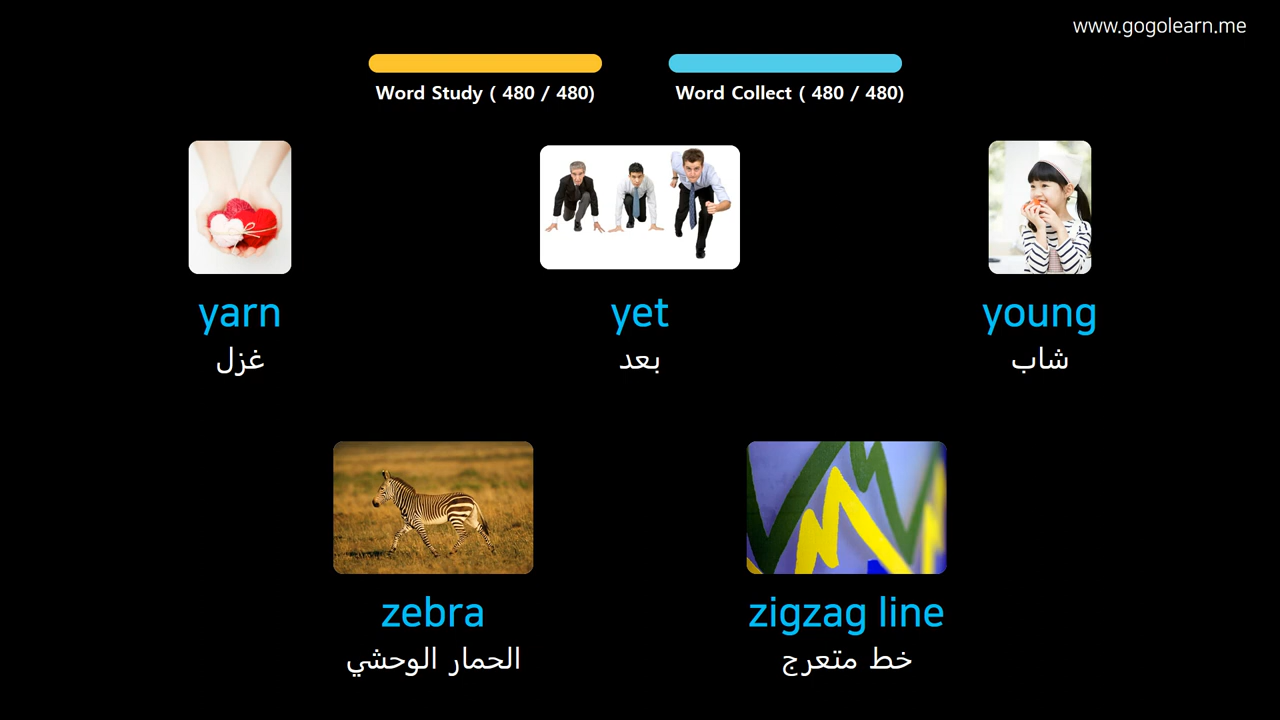 www.gogolearn.me
Word Study ( 480 / 480)
Word Collect ( 480 / 480)
yarn
غزل
yet
بعد
young
شاب
zebra
الحمار الوحشي
zigzag line
خط متعرج